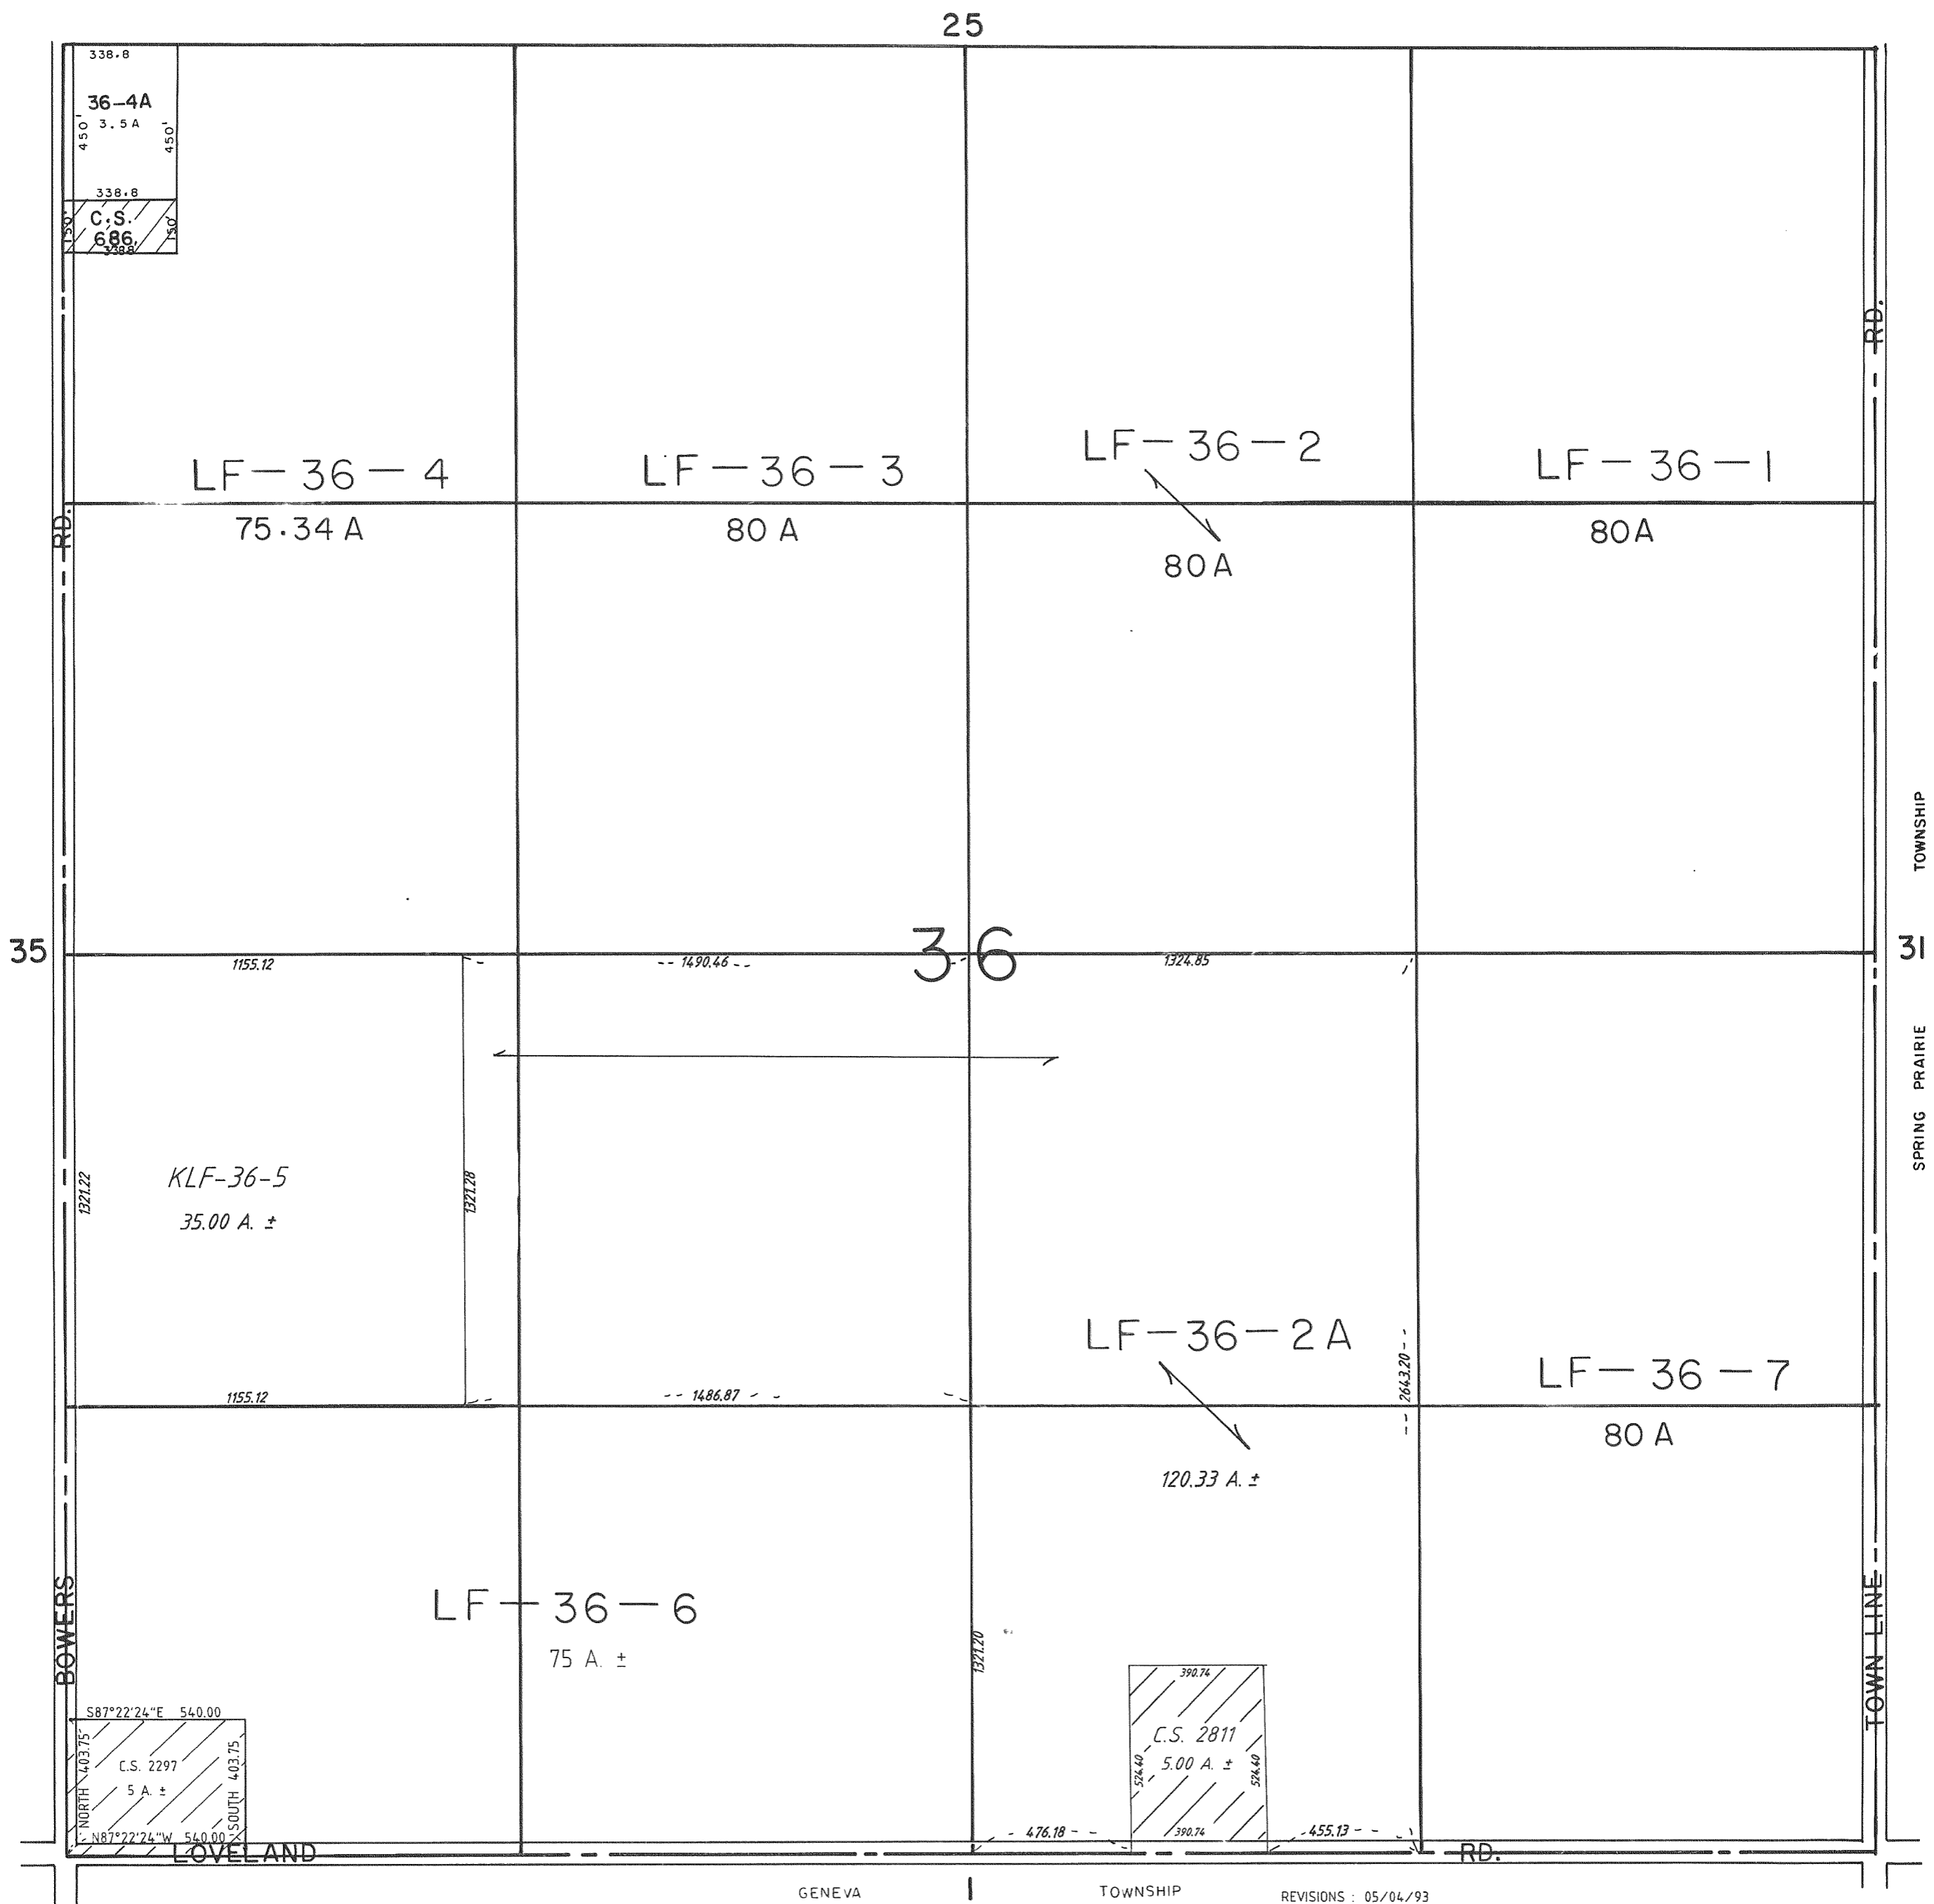 25
338.8
36-4A
3.5 A
450'
450'
338.8
C.S.
686
150'
150'
338.8
RD.
LF-36-4
75.34 A
LF-36-3
80 A
LF-36-2
80 A
LF-36-1
80 A
RD.
35
36
31
1155.12
1490.46
1324.85
SPRING PRAIRIE TOWNSHIP
1321.22
KLF-36-5
35.00 A. ±
1321.28
1155.12
1486.87
LF-36-2A
120.33 A. ±
2643.20
LF-36-7
80 A
BOWERS
LF-36-6
75 A. ±
1321.20
TOWN LINE
S87°22'24"E 540.00
NORTH 403.75
C.S. 2297
5 A. ±
SOUTH 403.75
N87°22'24"W 540.00
390.74
C.S. 2811
5.00 A. ±
524.40
524.40
390.74
476.18
455.13
LOVELAND
RD.
GENEVA TOWNSHIP
REVISIONS : 05/04/93